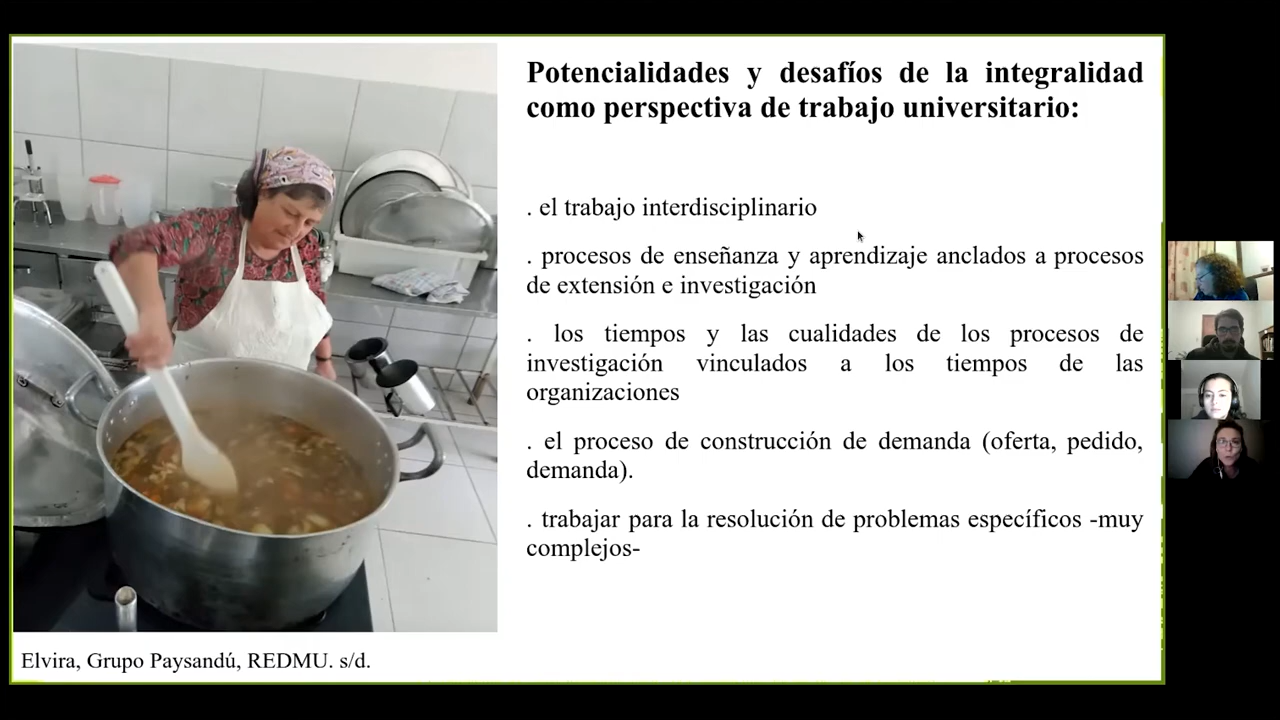 Potencialidades y desafíos de la integralidad
como perspectiva de trabajo universitario:
. el trabajo interdisciplinario
. procesos de enseñanza y aprendizaje anclados a procesos
de extensión e investigación
. los tiempos y las cualidades de los procesos de
investigación vinculados a los tiempos de las
organizaciones
. el proceso de construcción de demanda (oferta, pedido,
demanda).
. trabajar para la resolución de problemas específicos -muy
complejos-
Elvira, Grupo Paysandú, REDMU. s/d.